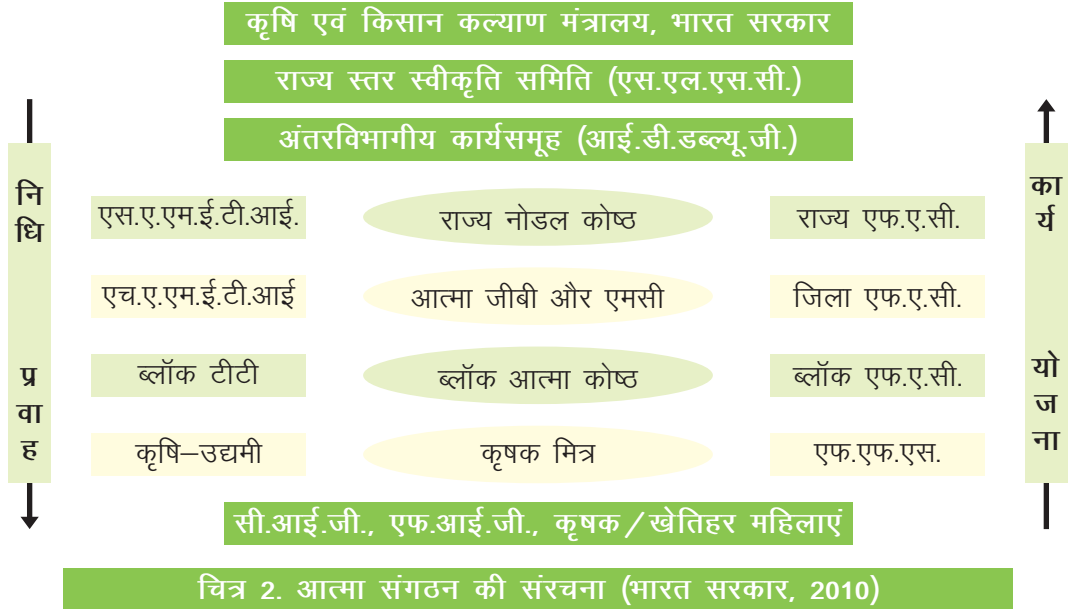 कृषि एवं किसान कल्याण मंत्रालय, भारत सरकार
राज्य स्तर स्वीकृति समिति (एस.एल.एस.सी.)
अंतरविभागीय कार्यसमूह (आई.डी.डब्ल्यू.जी.)
निधि प्रवाह
एस.ए.एम.ई.टी.आई. राज्य नोडल कोष्ठ राज्य एफ.ए.सी.
एच.ए.एम.ई.टी.आई आत्मा जीबी और एमसी जिला एफ.ए.सी.
ब्लॉक टीटी ब्लॉक आत्मा कोष्ठ ब्लॉक एफ.ए.सी.
कृषि–उद्यमी कृषक मित्र एफ.एफ.एस.
कार्य योजना
सी.आई.जी., एफ.आई.जी., कृषक/खेतिहर महिलाएं
चित्र 2. आत्मा संगठन की संरचना (भारत सरकार, 2010)